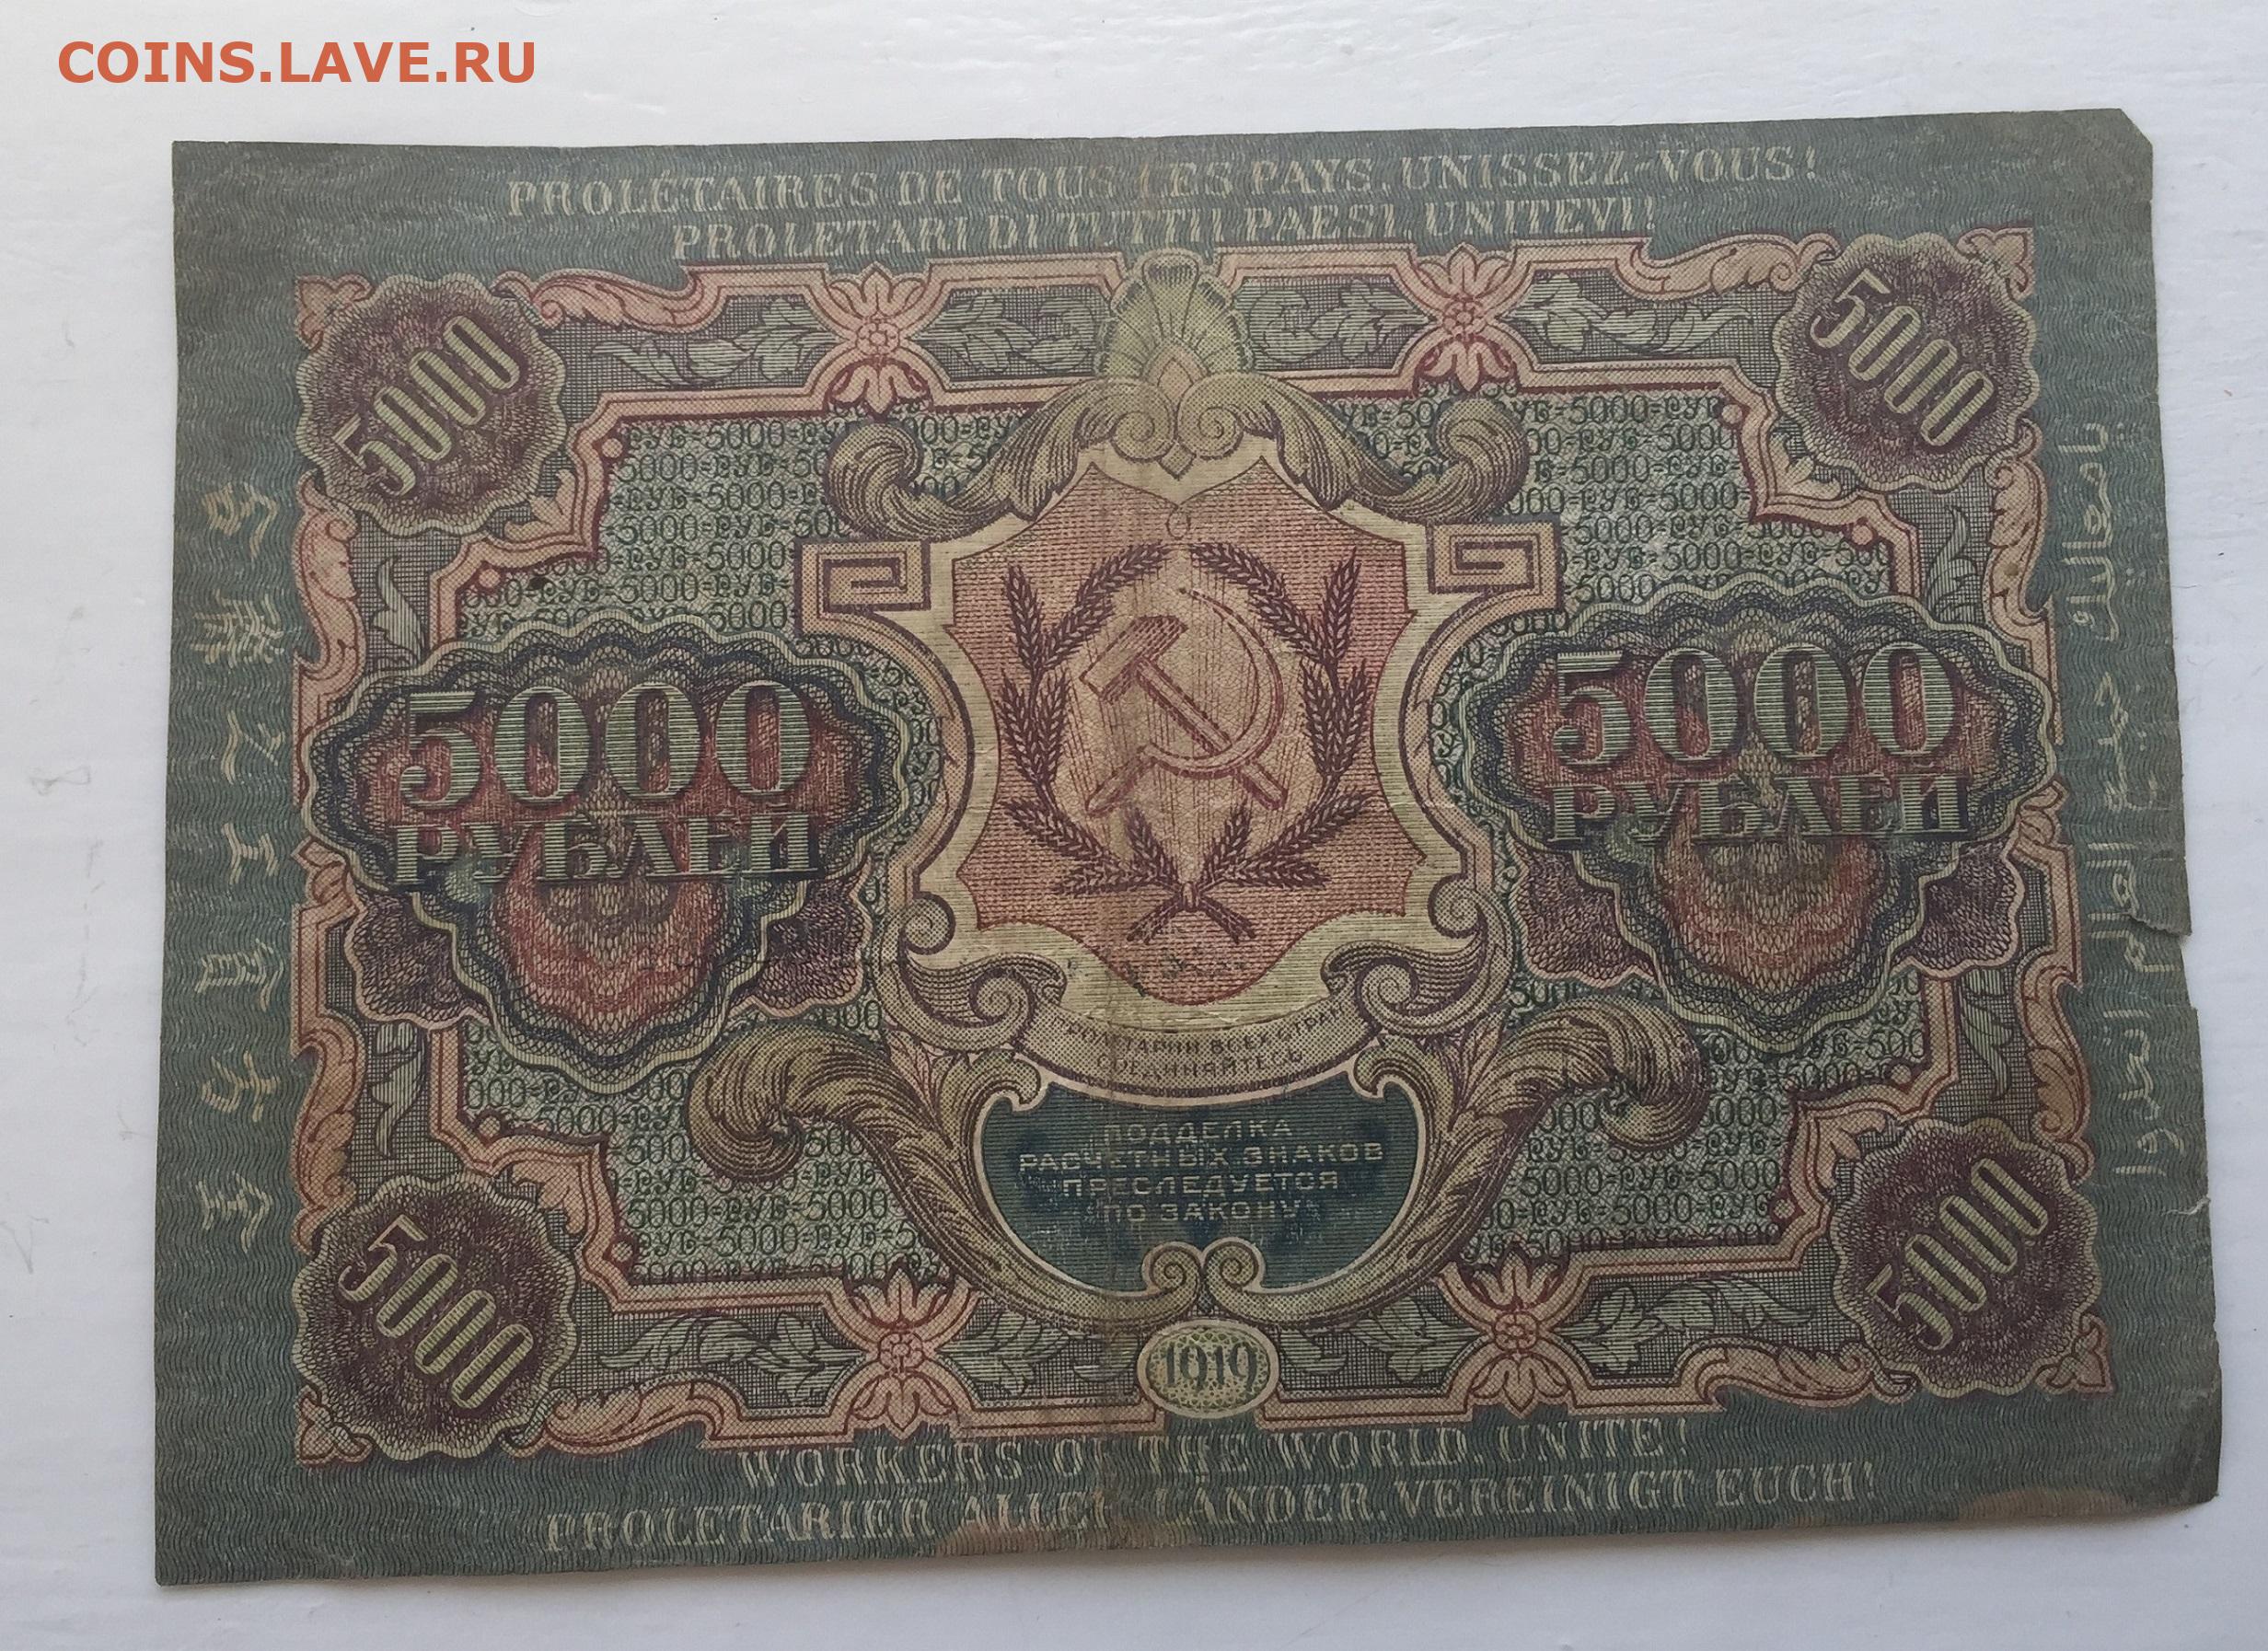 COINS.LAVE.RU
PROLÉTAIRES DE TOUS LES PAYS, UNISSEZ-VOUS!
PROLETARI DI TUTTI I PAESI, UNITEVI!
5000
5000
5000
РУБЛЕЙ
5000
РУБЛЕЙ
ПРОЛЕТАРИИ ВСЕХ СТРАН
СОЕДИНЯЙТЕСЬ
ПОДДЕЛКА
РАСЧЕТНЫХ ЗНАКОВ
ПРЕСЛЕДУЕТСЯ
ПО ЗАКОНУ
5000
5000
1919
WORKERS OF THE WORLD, UNITE!
PROLETARIER ALLER LÄNDER, VEREINIGT EUCH!